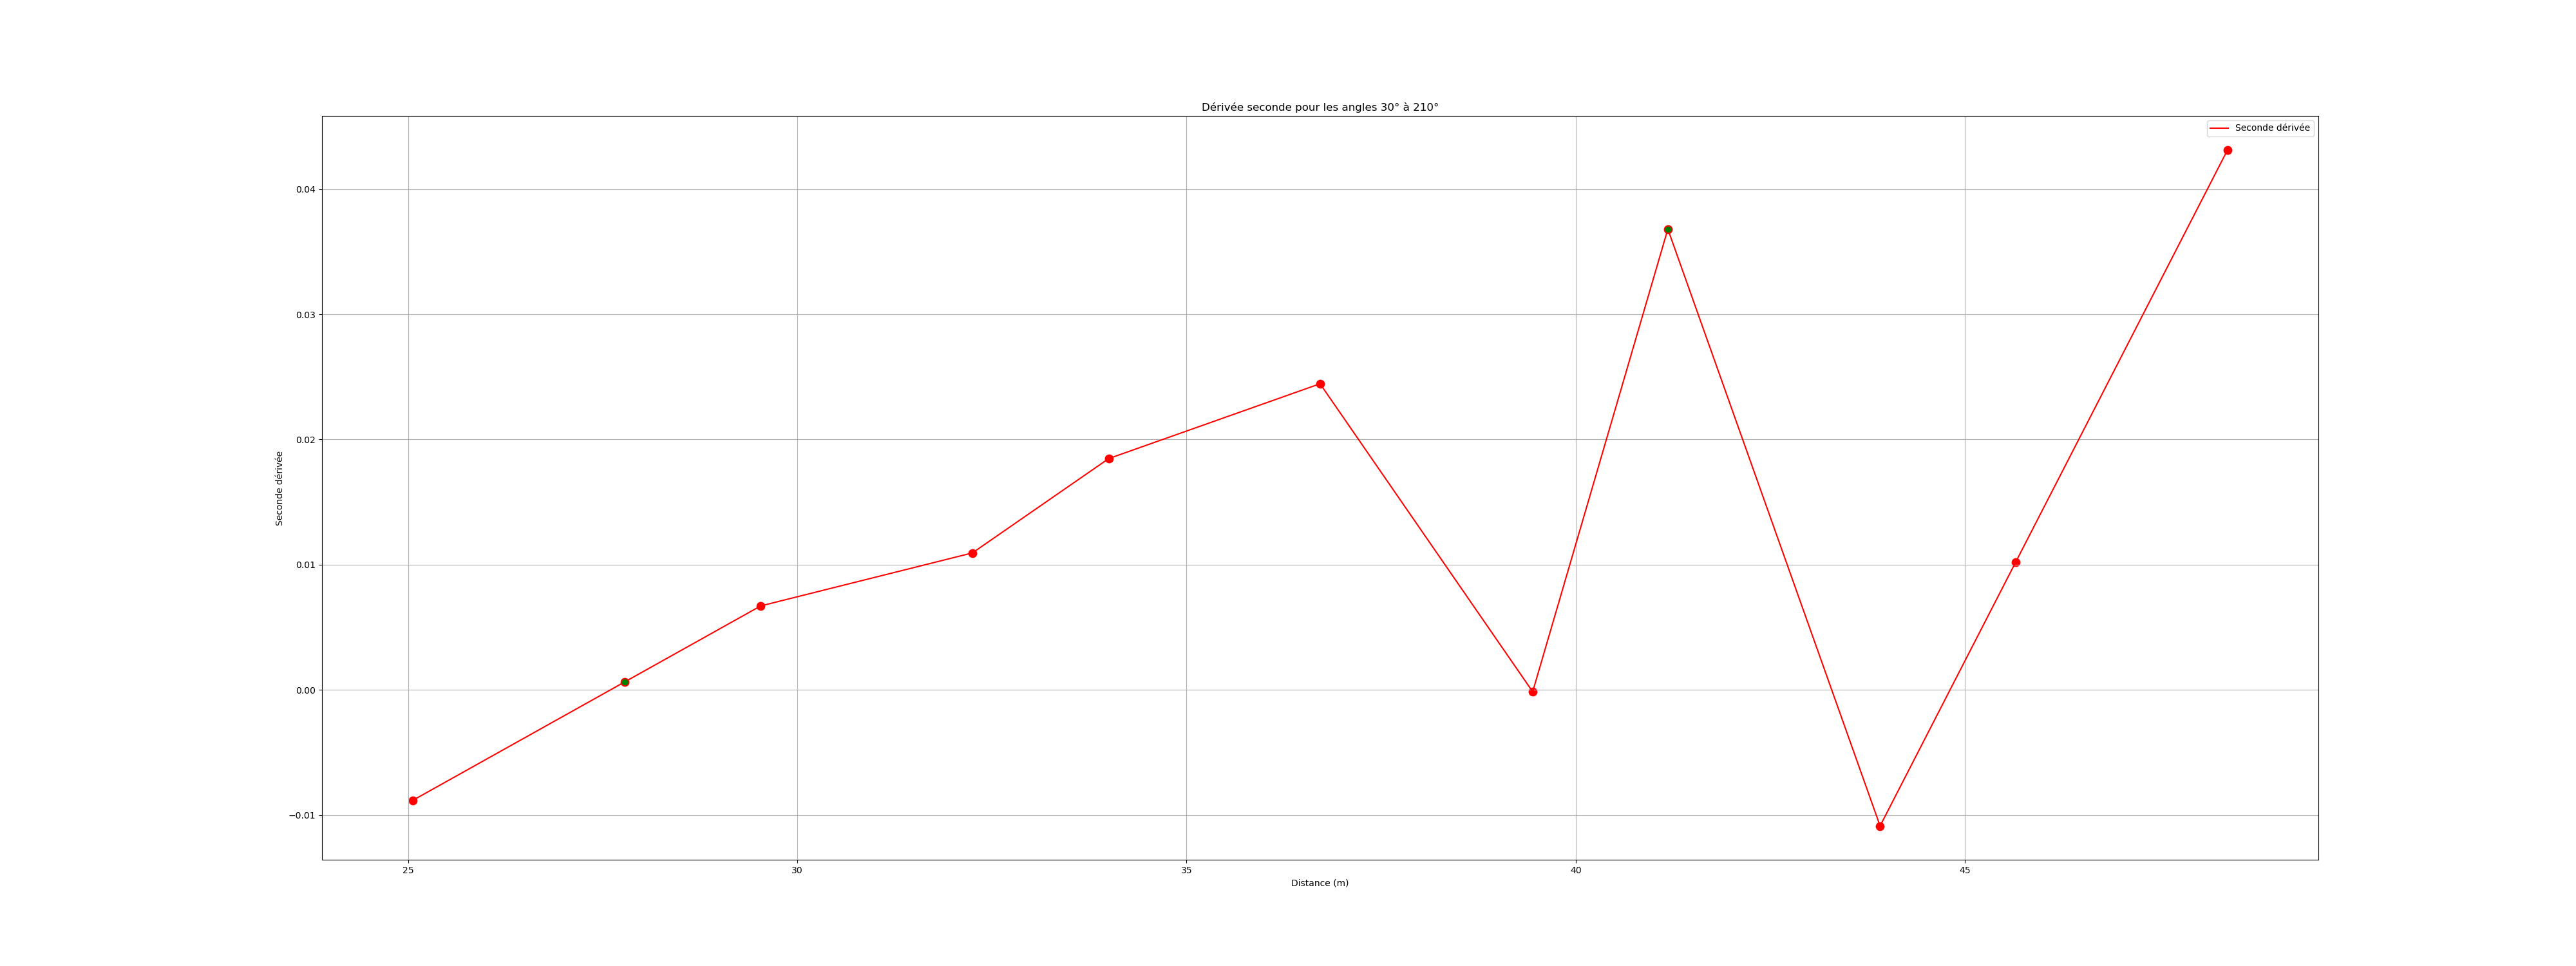 Dérivée seconde pour les angles 30° à 210°
Seconde dérivée
0.04
0.03
0.02
0.01
0.00
−0.01
Seconde dérivée
25
30
35
40
45
Distance (m)